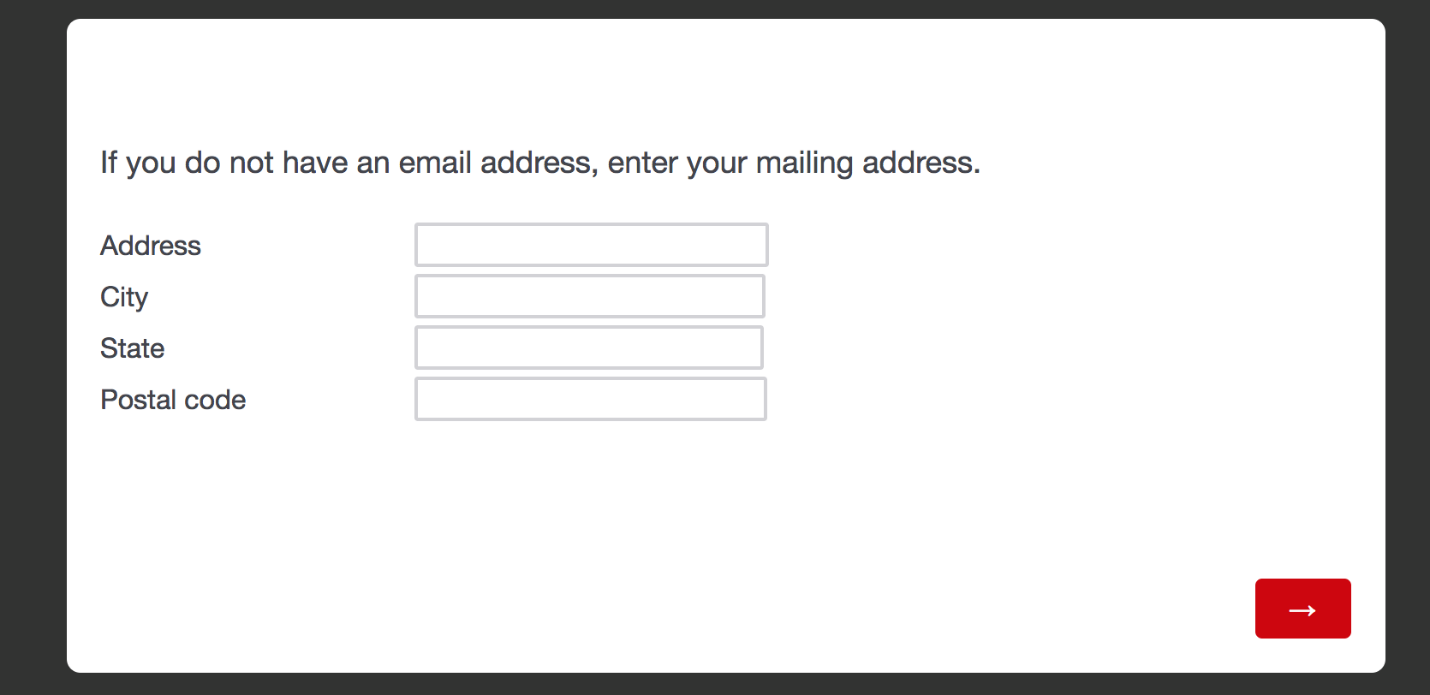 If you do not have an email address, enter your mailing address.
Address
City
State
Postal code
→